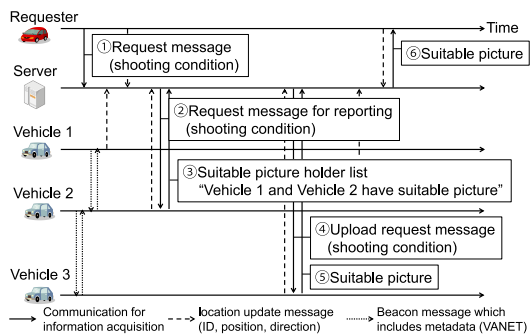 Requester
Time
①Request message
(shooting condition)
⑥Suitable picture
Server
②Request message for reporting
(shooting condition)
Vehicle 1
③Suitable picture holder list
“Vehicle 1 and Vehicle 2 have suitable picture”
Vehicle 2
④Upload request message
(shooting condition)
Vehicle 3
⑤Suitable picture
Communication for
information acquisition
location update message
(ID, position, direction)
Beacon message which
includes metadata (VANET)